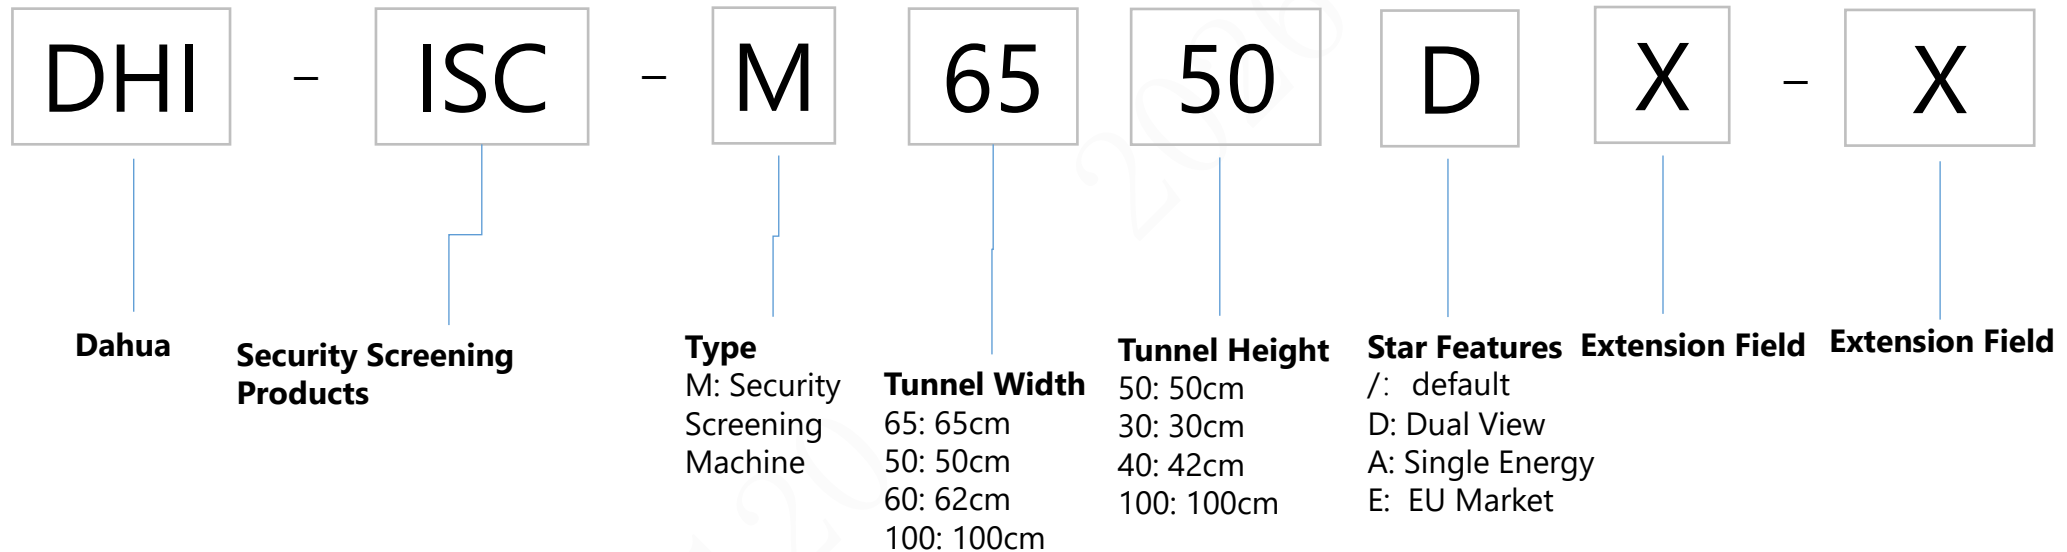 DHI - ISC - M 65 50 D X - X
Dahua
Security Screening
Products
Type
M: Security
Screening
Machine
Tunnel Width
65: 65cm
50: 50cm
60: 62cm
100: 100cm
Tunnel Height
50: 50cm
30: 30cm
40: 42cm
100: 100cm
Star Features
/: default
D: Dual View
A: Single Energy
E: EU Market
Extension Field
Extension Field